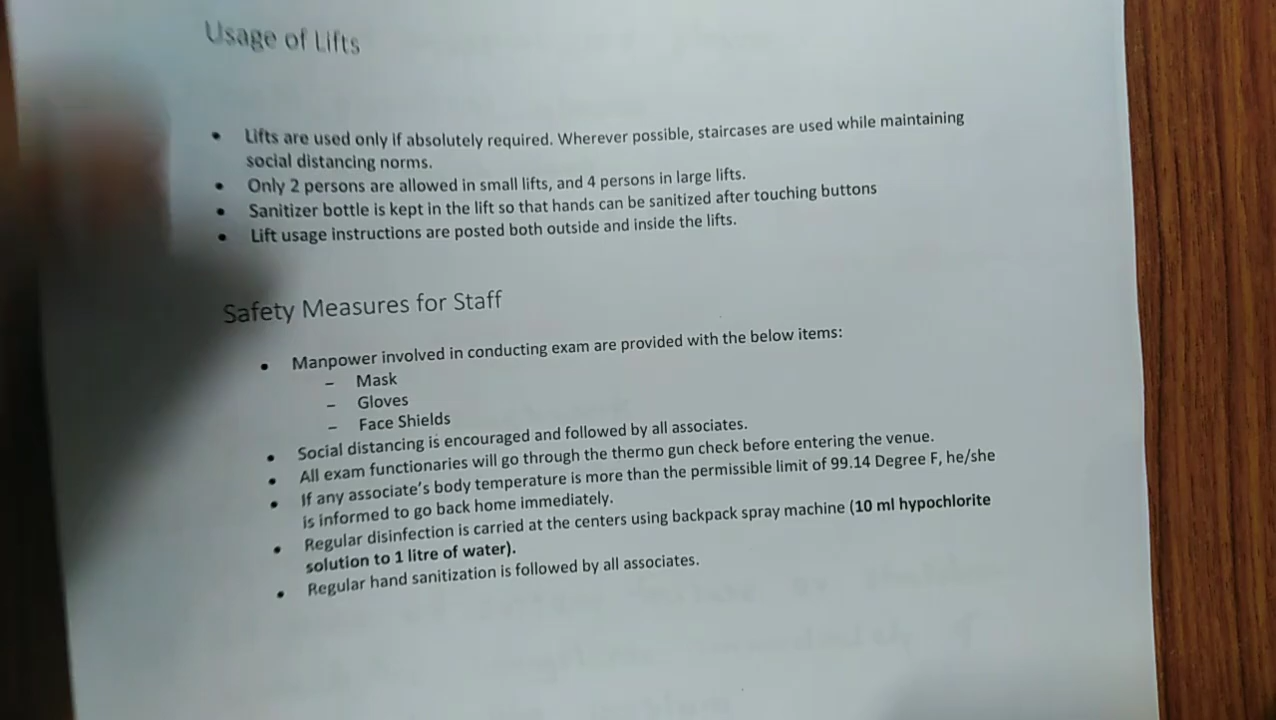 Usage of Lifts
• Lifts are used only if absolutely required. Wherever possible, staircases are used while maintaining
social distancing norms.
• Only 2 persons are allowed in small lifts, and 4 persons in large lifts.
• Sanitizer bottle is kept in the lift so that hands can be sanitized after touching buttons
• Lift usage instructions are posted both outside and inside the lifts.
Safety Measures for Staff
• Manpower involved in conducting exam are provided with the below items:
– Mask
– Gloves
– Face Shields
• Social distancing is encouraged and followed by all associates.
• All exam functionaries will go through the thermo gun check before entering the venue.
• If any associate's body temperature is more than the permissible limit of 99.14 Degree F, he/she
is informed to go back home immediately.
• Regular disinfection is carried at the centers using backpack spray machine (10 ml hypochlorite
solution to 1 litre of water).
• Regular hand sanitization is followed by all associates.